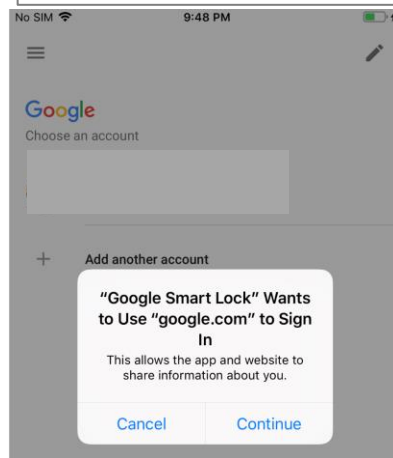 No SIM 9:48 PM
Google
Choose an account
Add another account
“Google Smart Lock” Wants
to Use “google.com” to Sign
In
This allows the app and website to
share information about you.
Cancel Continue